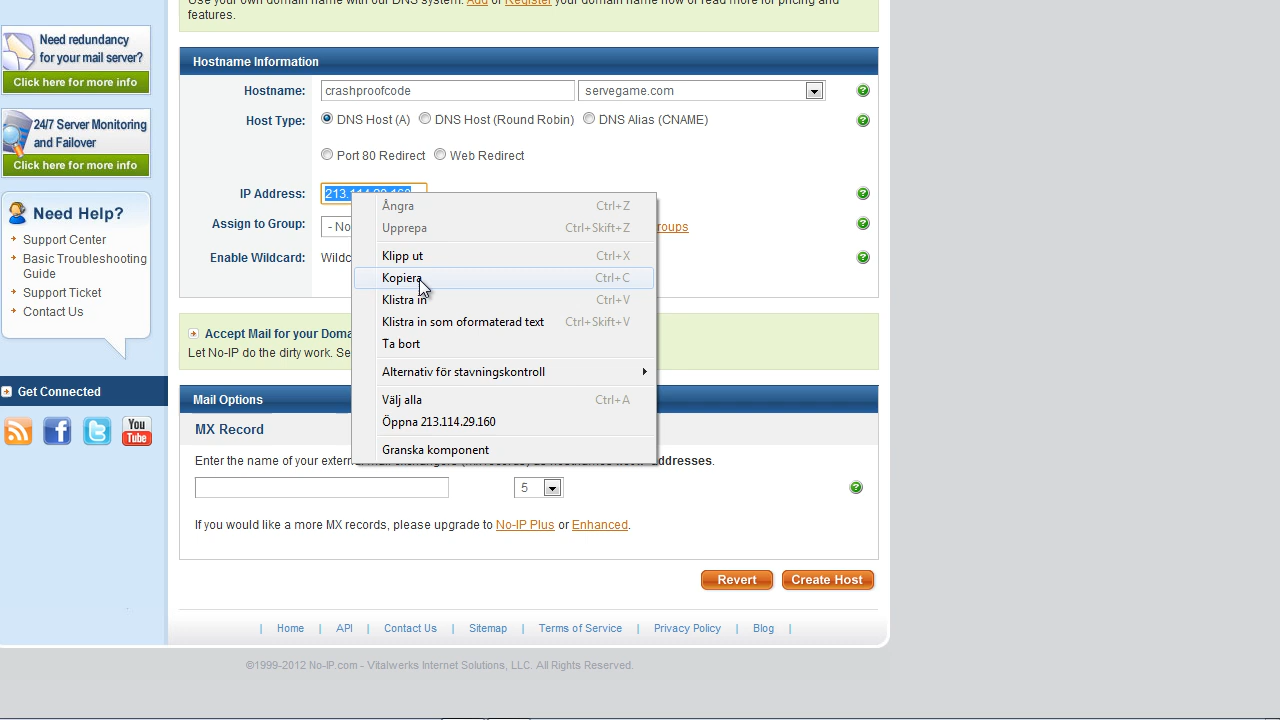 Use your own domain name with our DNS system. Add or Register your domain name now or read more for pricing and
features.
Need redundancy
for your mail server?
Click here for more info
24/7 Server Monitoring
and Failover
Click here for more info
Need Help?
Support Center
Basic Troubleshooting
Guide
Support Ticket
Contact Us
Get Connected
You
Tube
Hostname Information
Hostname: crashproofcode servegame.com
Host Type: DNS Host (A) DNS Host (Round Robin) DNS Alias (CNAME)
Port 80 Redirect Web Redirect
IP Address: 213.114.29.160
Assign to Group: - No
Enable Wildcard: Wildc
Ångra Ctrl+Z
Upprepa Ctrl+Skift+Z
Klipp ut Ctrl+X
Kopiera Ctrl+C
Klistra in Ctrl+V
Klistra in som oformaterad text Ctrl+Skift+V
Ta bort
Alternativ för stavningskontroll
Välj alla Ctrl+A
Öppna 213.114.29.160
Granska komponent
Accept Mail for your Doma
Let No-IP do the dirty work. Se
Mail Options
MX Record
Enter the name of your extern
5
If you would like a more MX records, please upgrade to No-IP Plus or Enhanced.
Revert Create Host
| Home | API | Contact Us | Sitemap | Terms of Service | Privacy Policy | Blog |
©1999-2012 No-IP.com - Vitalwerks Internet Solutions, LLC. All Rights Reserved.